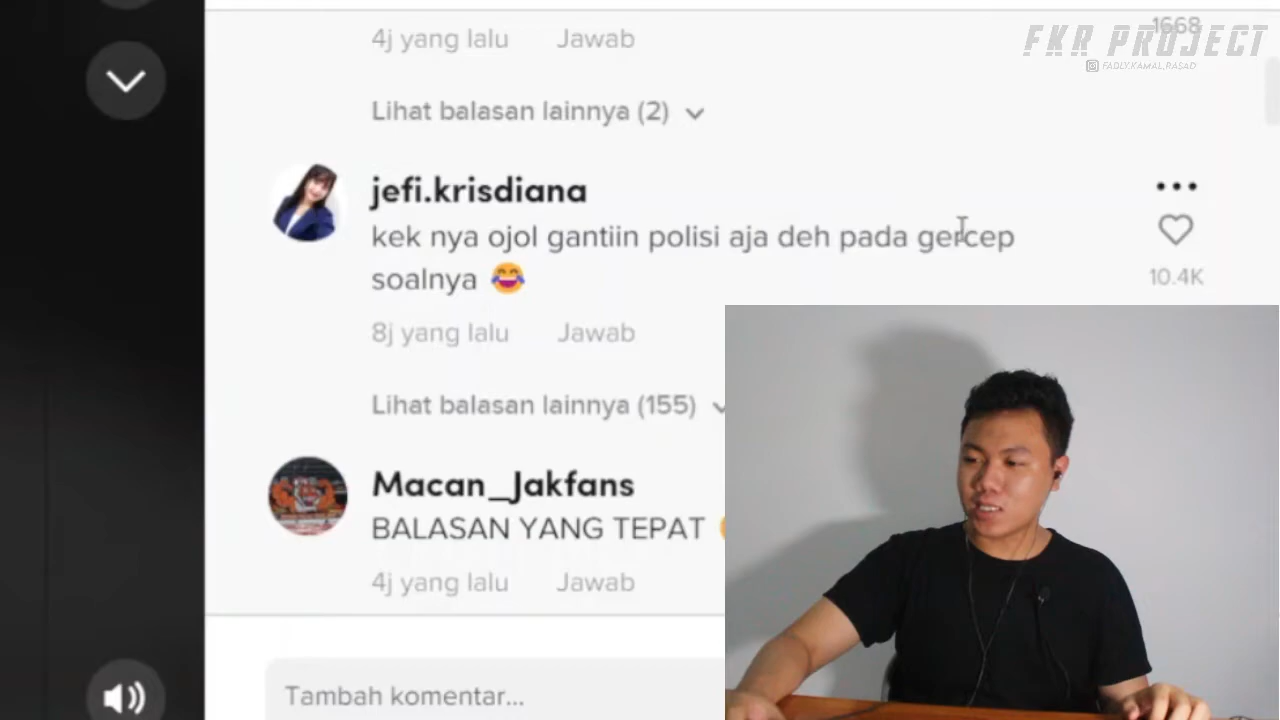 4j yang lalu Jawab
1668
FKR PROJECT
FADLY.KAMAL.RASAD
Lihat balasan lainnya (2)
jefi.krisdiana
kek nya ojol gantiin polisi aja deh pada gercep
soalnya 😂
10.4K
8j yang lalu Jawab
Lihat balasan lainnya (155)
Macan_Jakfans
BALASAN YANG TEPAT
4j yang lalu Jawab
Tambah komentar...